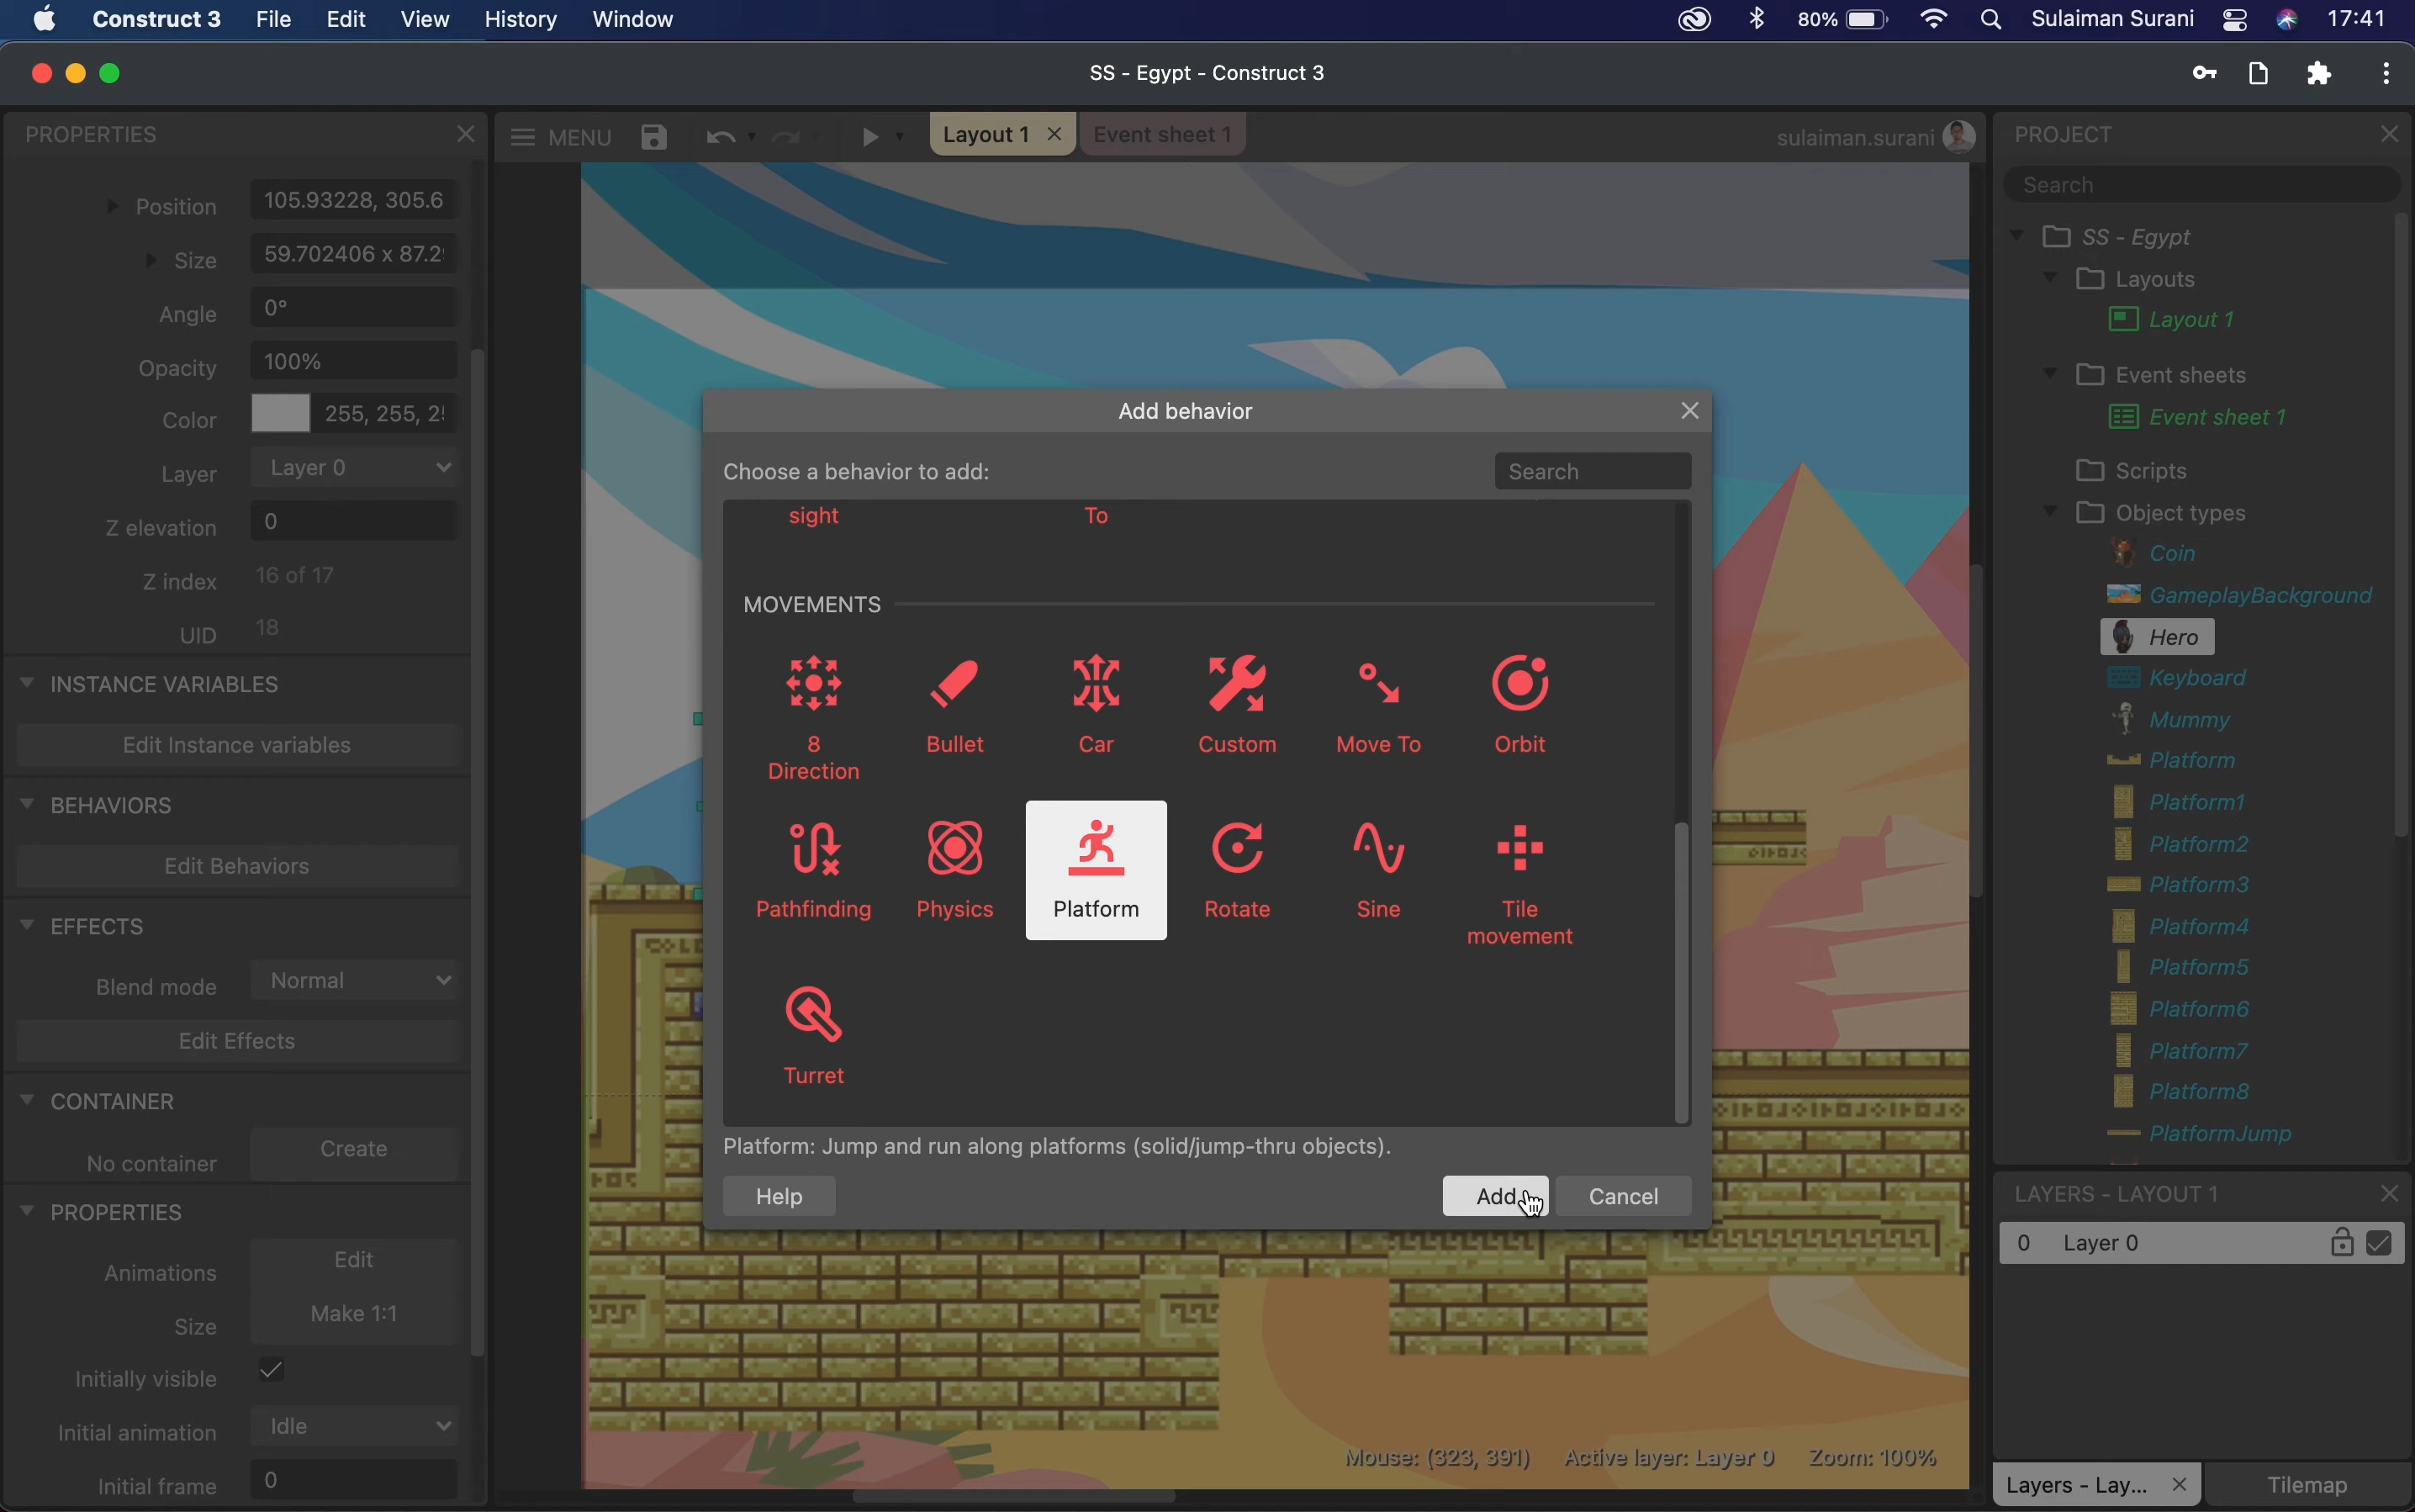 Construct 3 File Edit View History Window 80% Sulaiman Surani 17:41
SS - Egypt - Construct 3
PROPERTIES
Position 105.93228, 305.6
Size 59.702406 x 87.2
Angle 0°
Opacity 100%
Color 255, 255, 2
Layer Layer 0
Z elevation 0
Z index 16 of 17
UID 18
INSTANCE VARIABLES
Edit Instance variables
BEHAVIORS
Edit Behaviors
EFFECTS
Blend mode Normal
Edit Effects
CONTAINER
No container Create
PROPERTIES
Animations Edit
Size Make 1:1
Initially visible
Initial animation Idle
Initial frame 0
MENU Layout 1 Event sheet 1 sulaiman.surani
Add behavior
Choose a behavior to add: Search
sight To
MOVEMENTS
8 Direction
Bullet
Car
Custom
Move To
Orbit
Pathfinding
Physics
Platform
Rotate
Sine
Tile movement
Turret
Platform: Jump and run along platforms (solid/jump-thru objects).
Help Add Cancel
Mouse: (323, 391) Active layer: Layer 0 Zoom: 100%
PROJECT
Search
SS - Egypt
Layouts
Layout 1
Event sheets
Event sheet 1
Scripts
Object types
Coin
GameplayBackground
Hero
Keyboard
Mummy
Platform
Platform1
Platform2
Platform3
Platform4
Platform5
Platform6
Platform7
Platform8
PlatformJump
LAYERS - LAYOUT 1
0 Layer 0
Layers - Lay... Tilemap